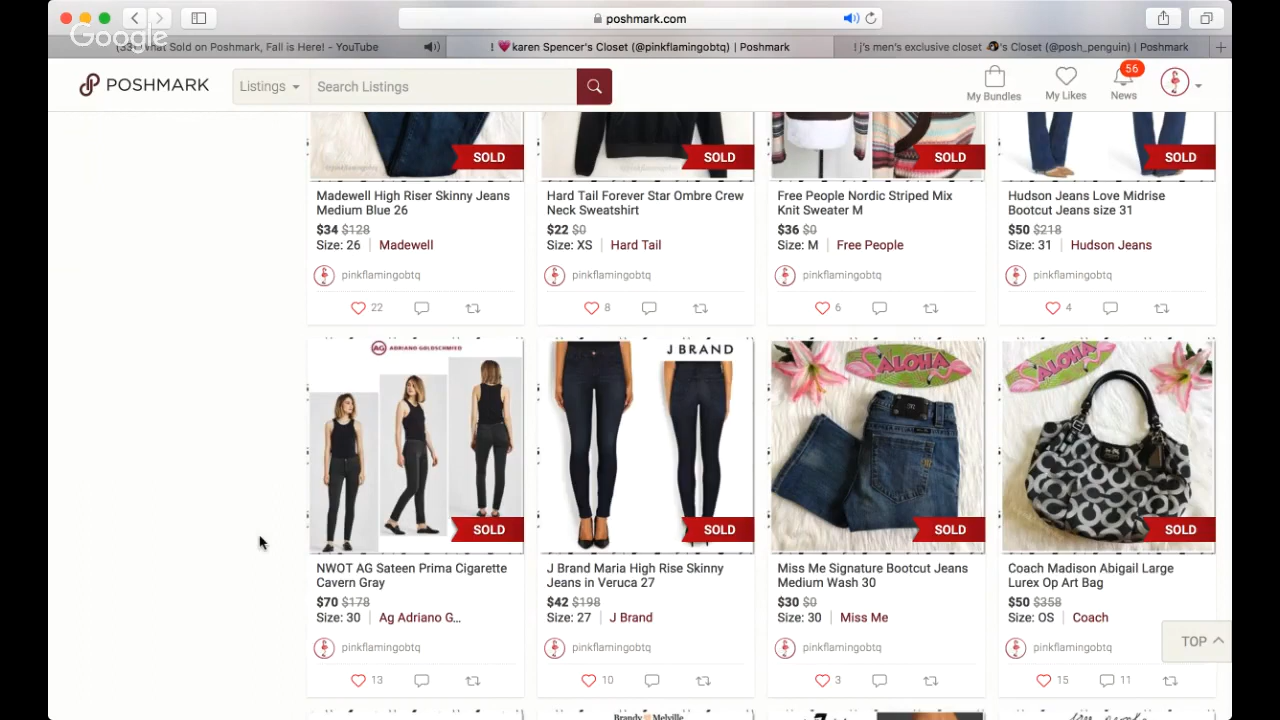 poshmark.com
Google
What Sold on Poshmark, Fall is Here! - YouTube
! 💗karen Spencer's Closet (@pinkflamingobtq) | Poshmark
! j's men's exclusive closet 🐧's Closet (@posh_penguin) | Poshmark
POSHMARK
Listings
Search Listings
My Bundles
My Likes
56
News
SOLD
SOLD
SOLD
SOLD
Madewell High Riser Skinny Jeans
Medium Blue 26
$34 $128
Size: 26 | Madewell
pinkflamingobtq
22
Hard Tail Forever Star Ombre Crew
Neck Sweatshirt
$22 $0
Size: XS | Hard Tail
pinkflamingobtq
8
Free People Nordic Striped Mix
Knit Sweater M
$36 $0
Size: M | Free People
pinkflamingobtq
6
Hudson Jeans Love Midrise
Bootcut Jeans size 31
$50 $218
Size: 31 | Hudson Jeans
pinkflamingobtq
4
AG ADRIANO GOLDSCHMIED
SOLD
NWOT AG Sateen Prima Cigarette
Cavern Gray
$70 $178
Size: 30 | Ag Adriano G...
pinkflamingobtq
13
J BRAND
SOLD
J Brand Maria High Rise Skinny
Jeans in Veruca 27
$42 $198
Size: 27 | J Brand
pinkflamingobtq
10
ALOHA
SOLD
Miss Me Signature Bootcut Jeans
Medium Wash 30
$30 $0
Size: 30 | Miss Me
pinkflamingobtq
3
ALOHA
SOLD
Coach Madison Abigail Large
Lurex Op Art Bag
$50 $358
Size: OS | Coach
pinkflamingobtq
15
11
TOP
Brandy Melville